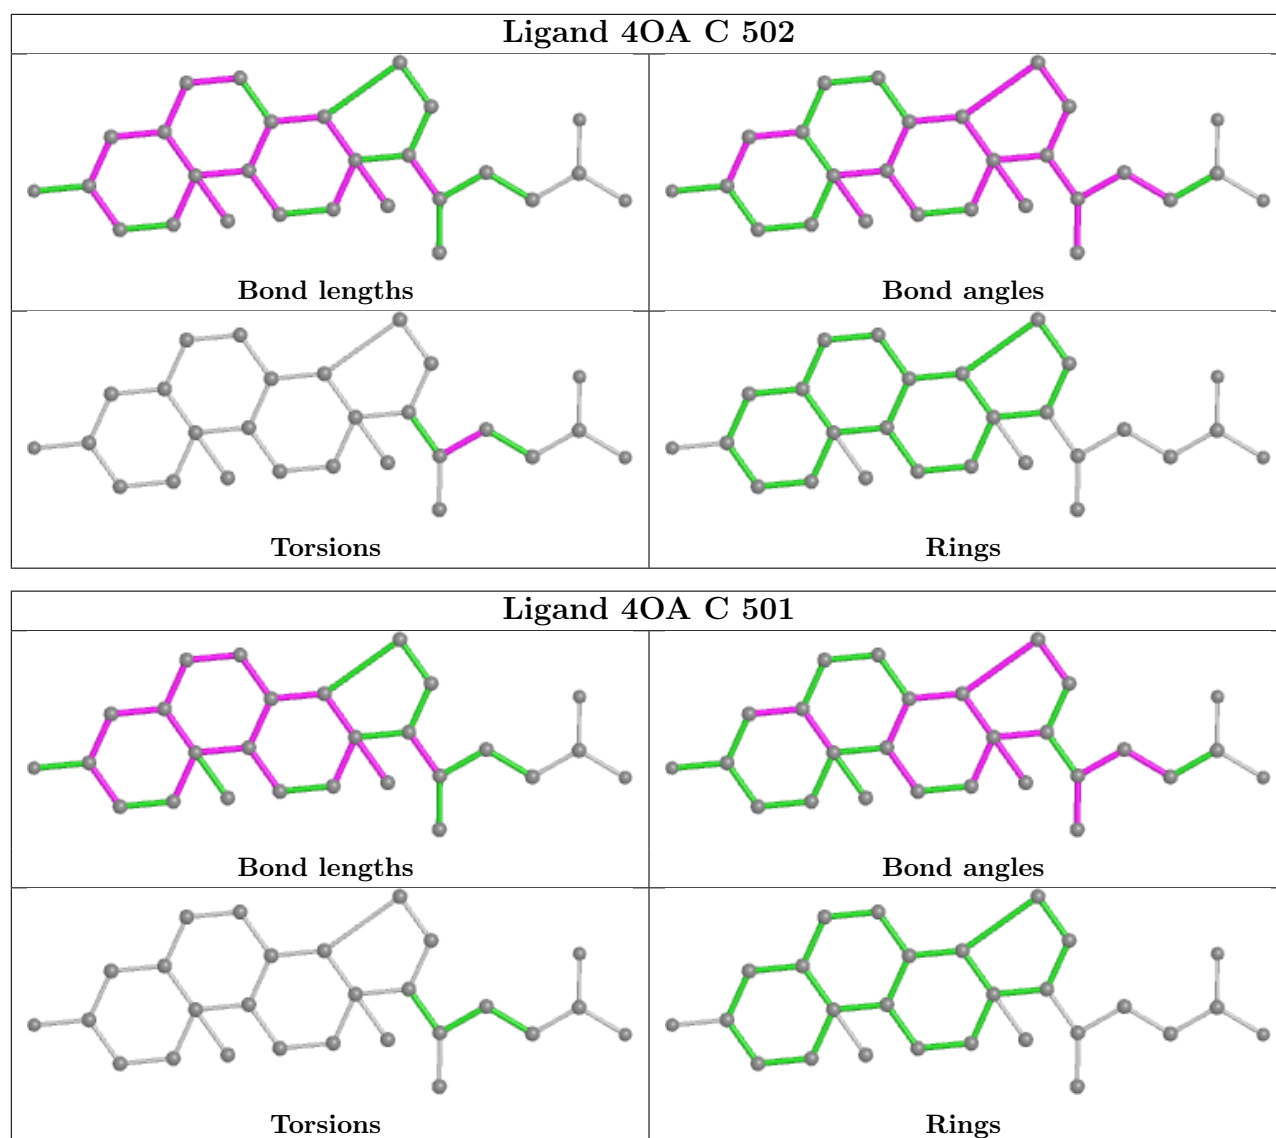 Ligand 4OA C 502
Bond lengths
Bond angles
Torsions
Rings
Ligand 4OA C 501
Bond lengths
Bond angles
Torsions
Rings